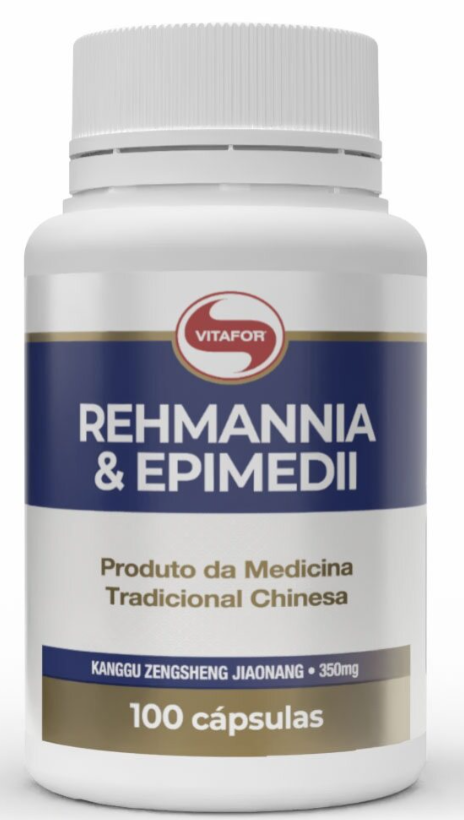 VITAFOR
REHMANNIA
& EPIMEDII
Produto da Medicina
Tradicional Chinesa
KANGGU ZENGSHENG JIAONANG • 350mg
100 cápsulas